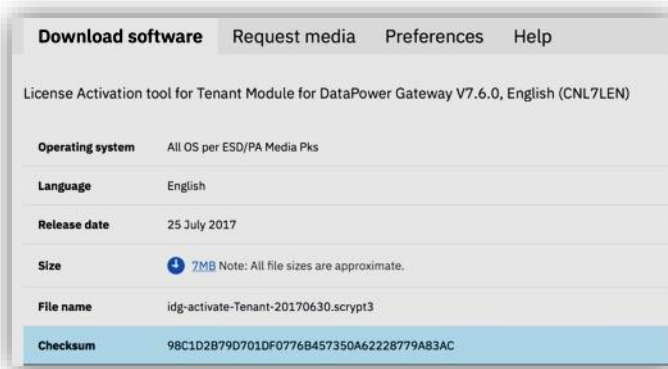 Download software Request media Preferences Help
License Activation tool for Tenant Module for DataPower Gateway V7.6.0, English (CNL7LEN)
Operating system All OS per ESD/PA Media Pks
Language English
Release date 25 July 2017
Size 7MB Note: All file sizes are approximate.
File name idg-activate-Tenant-20170630.scrypt3
Checksum 98C1D2B79D701DF0776B457350A62228779A83AC